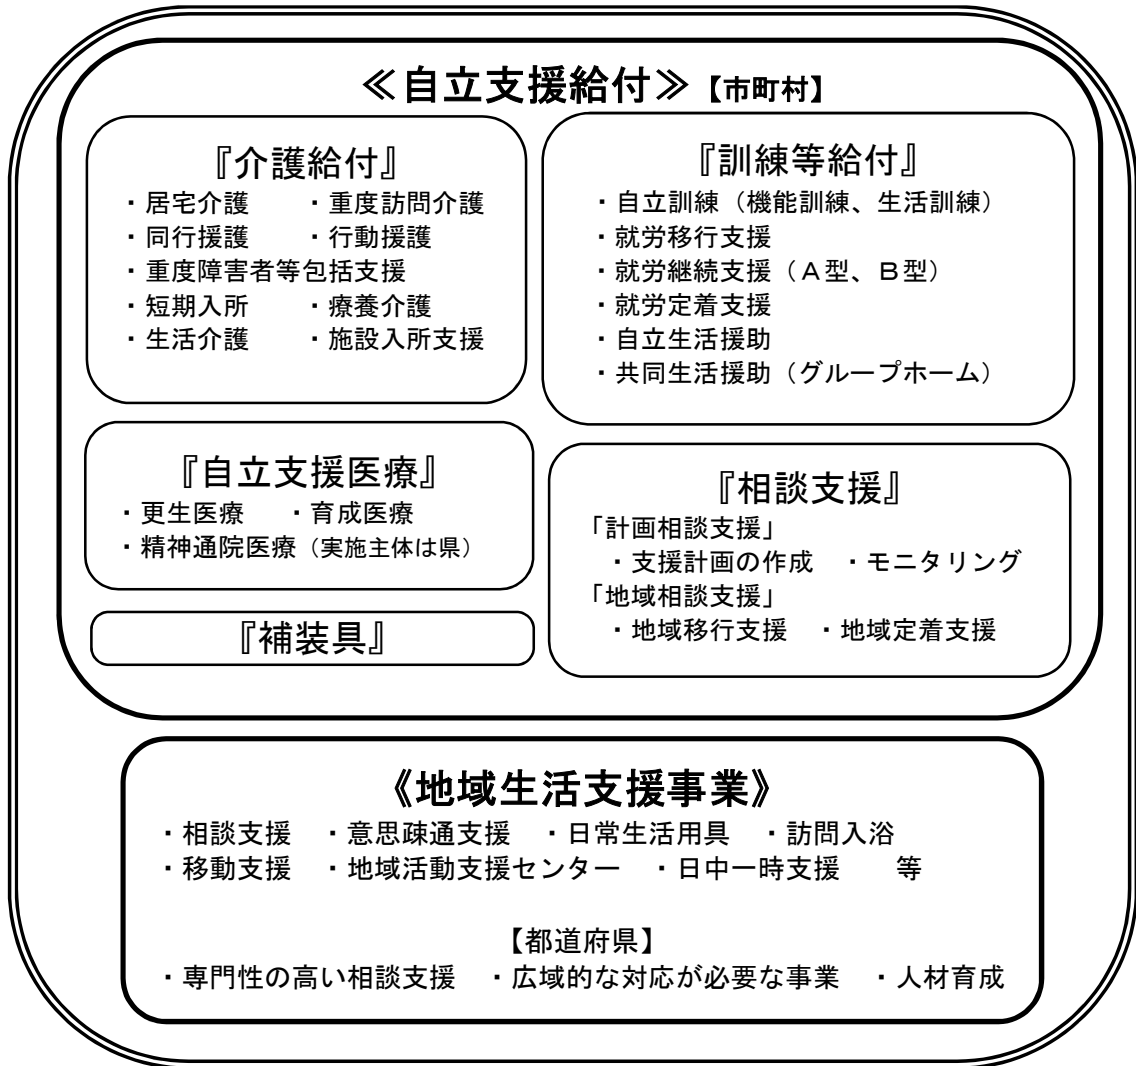 ≪自立支援給付≫【市町村】
『介護給付』
・居宅介護　　・重度訪問介護
・同行援護　　・行動援護
・重度障害者等包括支援
・短期入所　　・療養介護
・生活介護　　・施設入所支援
『訓練等給付』
・自立訓練（機能訓練、生活訓練）
・就労移行支援
・就労継続支援（Ａ型、Ｂ型）
・就労定着支援
・自立生活援助
・共同生活援助（グループホーム）
『自立支援医療』
・更生医療　　・育成医療
・精神通院医療（実施主体は県）
『補装具』
『相談支援』
「計画相談支援」
・支援計画の作成　・モニタリング
「地域相談支援」
・地域移行支援　・地域定着支援
《地域生活支援事業》
・相談支援　・意思疎通支援　・日常生活用具　・訪問入浴
・移動支援　・地域活動支援センター　・日中一時支援　　等
【都道府県】
・専門性の高い相談支援　・広域的な対応が必要な事業　・人材育成